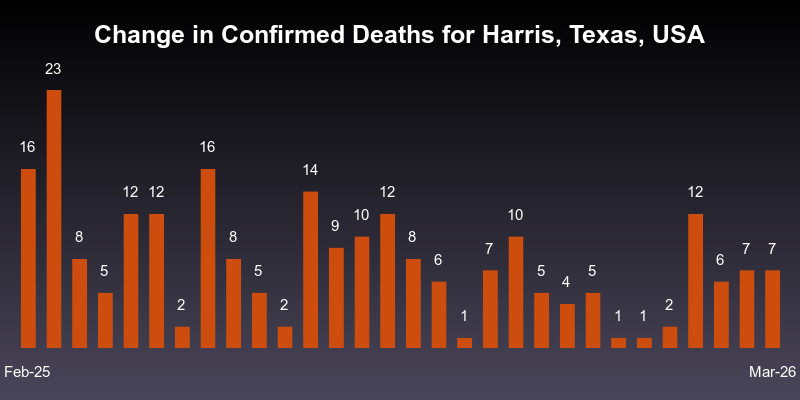 Change in Confirmed Deaths for Harris, Texas, USA
16 23 8 5 12 12 2 16 8 5 2 14 9 10 12 8 6 1 7 10 5 4 5 1 1 2 12 6 7 7
Feb-25 Mar-26